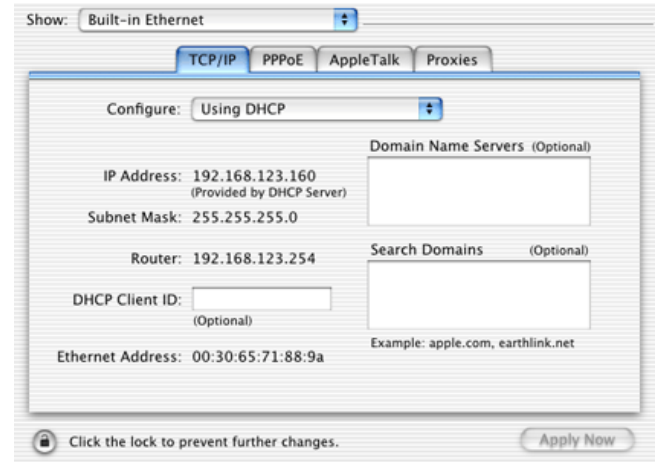 Show: Built-in Ethernet
TCP/IP PPPoE AppleTalk Proxies
Configure: Using DHCP
Domain Name Servers (Optional)
IP Address: 192.168.123.160
(Provided by DHCP Server)
Subnet Mask: 255.255.255.0
Search Domains (Optional)
Router: 192.168.123.254
DHCP Client ID:
(Optional)
Example: apple.com, earthlink.net
Ethernet Address: 00:30:65:71:88:9a
Click the lock to prevent further changes.
Apply Now